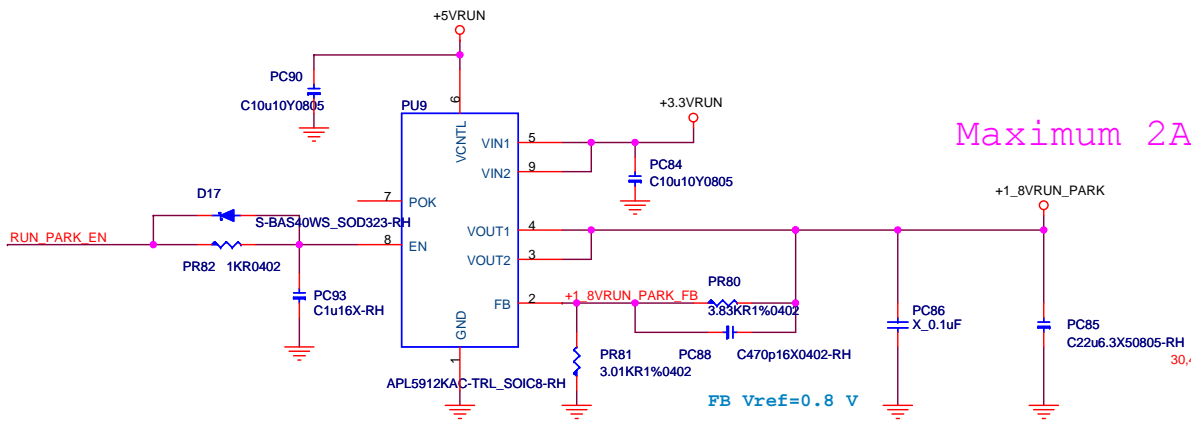 +5VRUN
PC90
C10u10Y0805
PU9
6
VCNTL
+3.3VRUN
VIN1
5
VIN2
9
PC84
C10u10Y0805
Maximum 2A
+1_8VRUN_PARK
D17
7
POK
S-BAS40WS_SOD323-RH
RUN_PARK_EN
8
EN
VOUT1
4
VOUT2
3
PR82
1KR0402
PC93
C1u16X-RH
FB
2
+1_8VRUN_PARK_FB
PR80
3.83KR1%0402
GND
1
PC86
X_0.1uF
PC85
C22u6.3X50805-RH
PR81
3.01KR1%0402
PC88
C470p16X0402-RH
30,4
APL5912KAC-TRL_SOIC8-RH
FB Vref=0.8 V